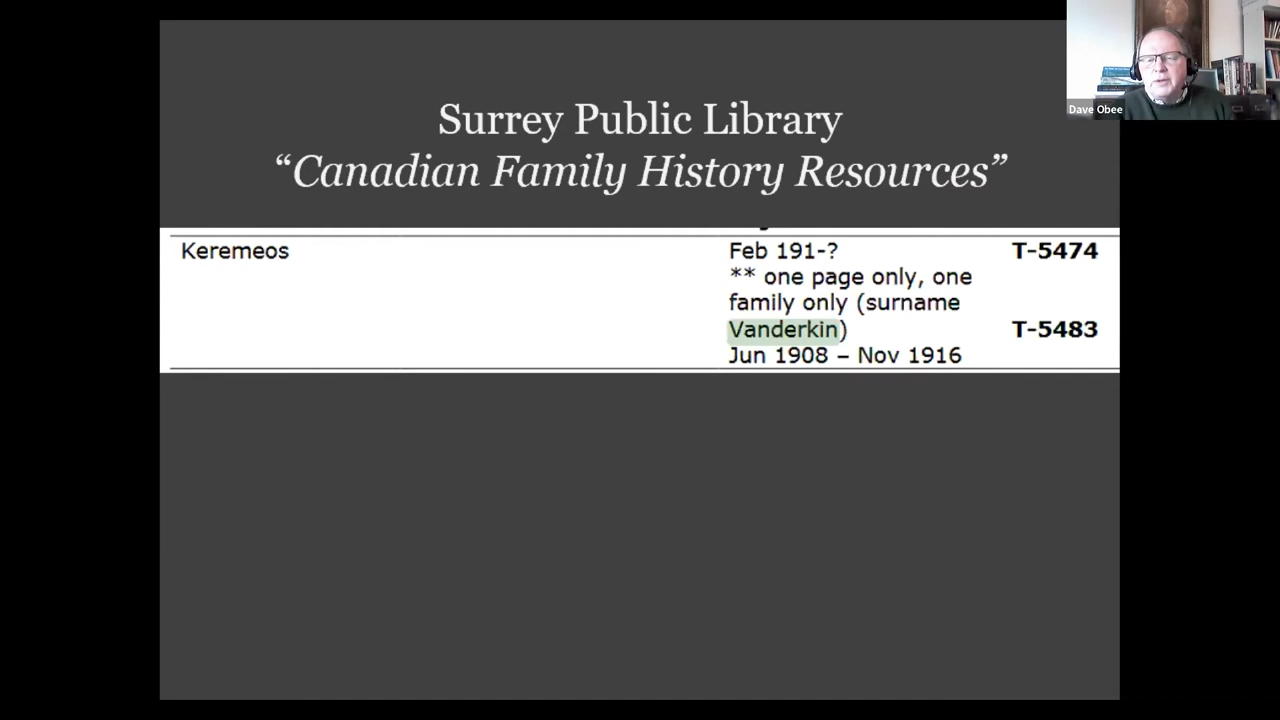 Dave Obee
Surrey Public Library
“Canadian Family History Resources”
Keremeos Feb 191-? T-5474
** one page only, one
family only (surname
Vanderkin) T-5483
Jun 1908 – Nov 1916